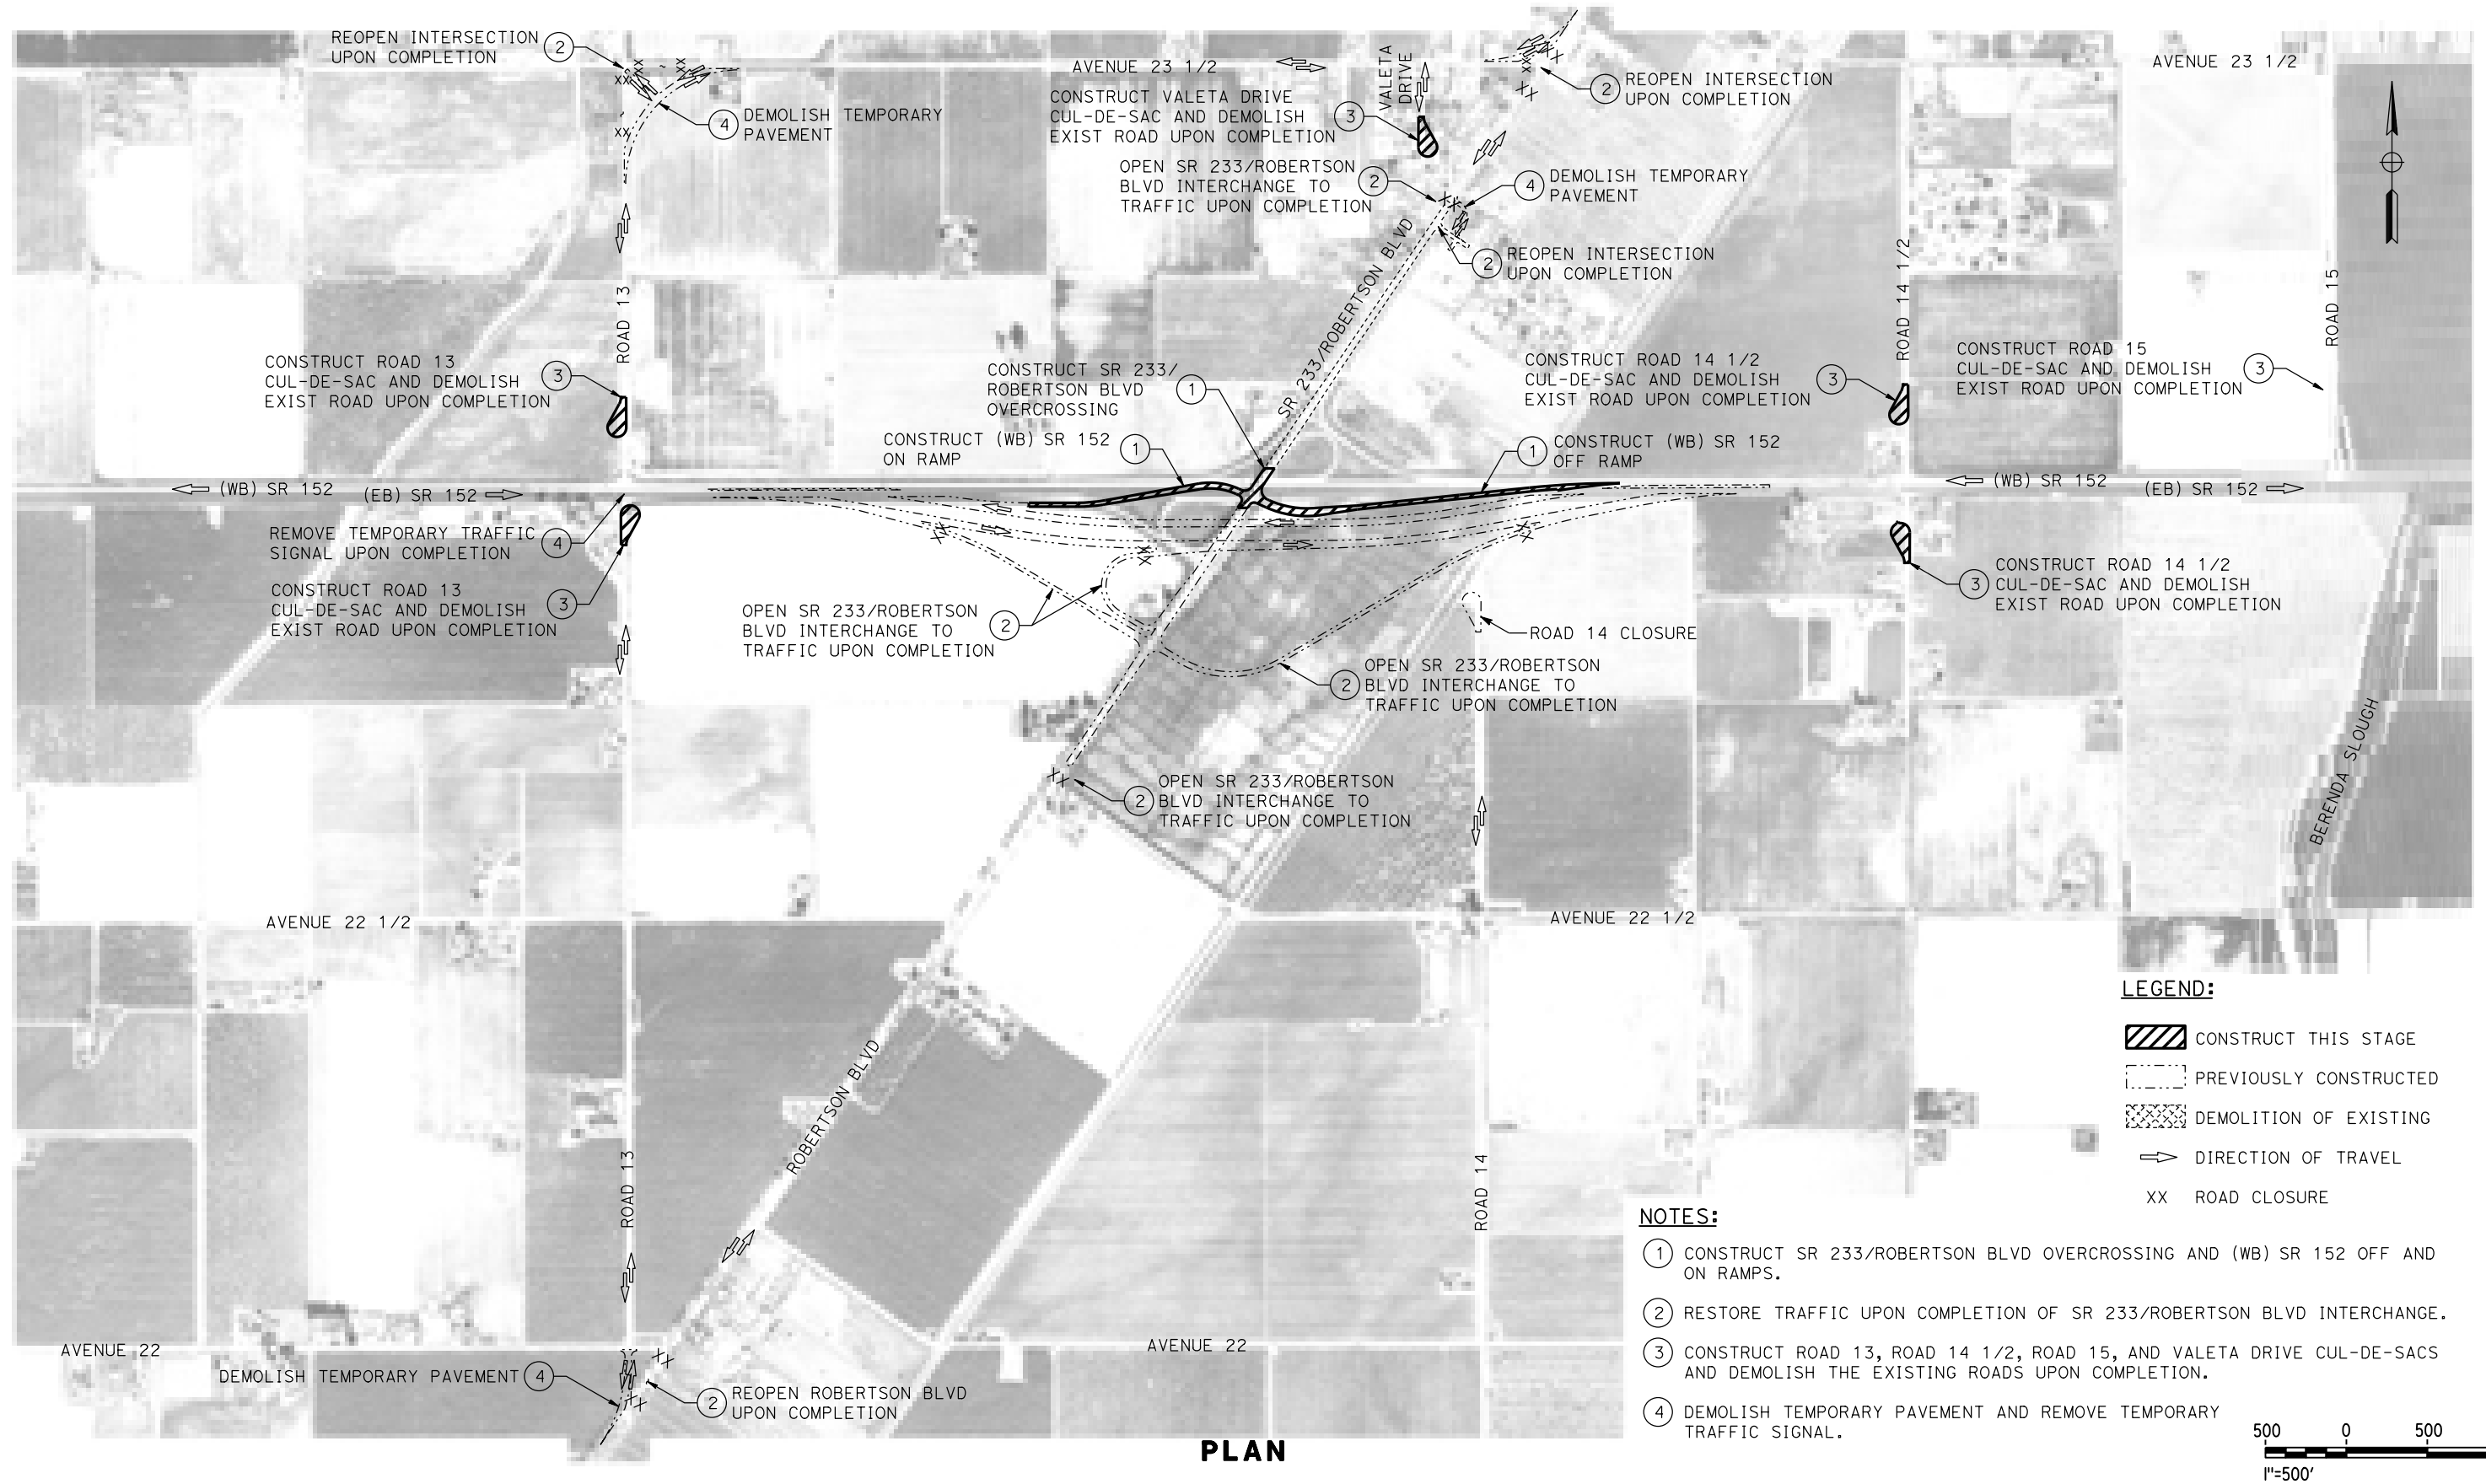 REOPEN INTERSECTION
UPON COMPLETION
2
4
DEMOLISH TEMPORARY
PAVEMENT
AVENUE 23 1/2
VALETA
DRIVE
CONSTRUCT VALETA DRIVE
CUL-DE-SAC AND DEMOLISH
EXIST ROAD UPON COMPLETION
3
2
REOPEN INTERSECTION
UPON COMPLETION
AVENUE 23 1/2
OPEN SR 233/ROBERTSON
BLVD INTERCHANGE TO
TRAFFIC UPON COMPLETION
2
4
DEMOLISH TEMPORARY
PAVEMENT
2
REOPEN INTERSECTION
UPON COMPLETION
SR 233/ROBERTSON BLVD
ROAD 13
ROAD 14 1/2
ROAD 15
CONSTRUCT ROAD 13
CUL-DE-SAC AND DEMOLISH
EXIST ROAD UPON COMPLETION
3
CONSTRUCT SR 233/
ROBERTSON BLVD
OVERCROSSING
1
CONSTRUCT ROAD 14 1/2
CUL-DE-SAC AND DEMOLISH
EXIST ROAD UPON COMPLETION
3
CONSTRUCT ROAD 15
CUL-DE-SAC AND DEMOLISH
EXIST ROAD UPON COMPLETION
3
CONSTRUCT (WB) SR 152
ON RAMP
1
1
CONSTRUCT (WB) SR 152
OFF RAMP
(WB) SR 152
(EB) SR 152
(WB) SR 152
(EB) SR 152
REMOVE TEMPORARY TRAFFIC
SIGNAL UPON COMPLETION
4
CONSTRUCT ROAD 13
CUL-DE-SAC AND DEMOLISH
EXIST ROAD UPON COMPLETION
3
OPEN SR 233/ROBERTSON
BLVD INTERCHANGE TO
TRAFFIC UPON COMPLETION
2
3
CONSTRUCT ROAD 14 1/2
CUL-DE-SAC AND DEMOLISH
EXIST ROAD UPON COMPLETION
ROAD 14 CLOSURE
2
OPEN SR 233/ROBERTSON
BLVD INTERCHANGE TO
TRAFFIC UPON COMPLETION
2
OPEN SR 233/ROBERTSON
BLVD INTERCHANGE TO
TRAFFIC UPON COMPLETION
BERENDA SLOUGH
AVENUE 22 1/2
AVENUE 22 1/2
ROBERTSON BLVD
ROAD 13
ROAD 14
AVENUE 22
AVENUE 22
DEMOLISH TEMPORARY PAVEMENT
4
2
REOPEN ROBERTSON BLVD
UPON COMPLETION
LEGEND:
CONSTRUCT THIS STAGE
PREVIOUSLY CONSTRUCTED
DEMOLITION OF EXISTING
DIRECTION OF TRAVEL
XX ROAD CLOSURE
NOTES:
1 CONSTRUCT SR 233/ROBERTSON BLVD OVERCROSSING AND (WB) SR 152 OFF AND
ON RAMPS.
2 RESTORE TRAFFIC UPON COMPLETION OF SR 233/ROBERTSON BLVD INTERCHANGE.
3 CONSTRUCT ROAD 13, ROAD 14 1/2, ROAD 15, AND VALETA DRIVE CUL-DE-SACS
AND DEMOLISH THE EXISTING ROADS UPON COMPLETION.
4 DEMOLISH TEMPORARY PAVEMENT AND REMOVE TEMPORARY
TRAFFIC SIGNAL.
PLAN
500 0 500
1"=500'